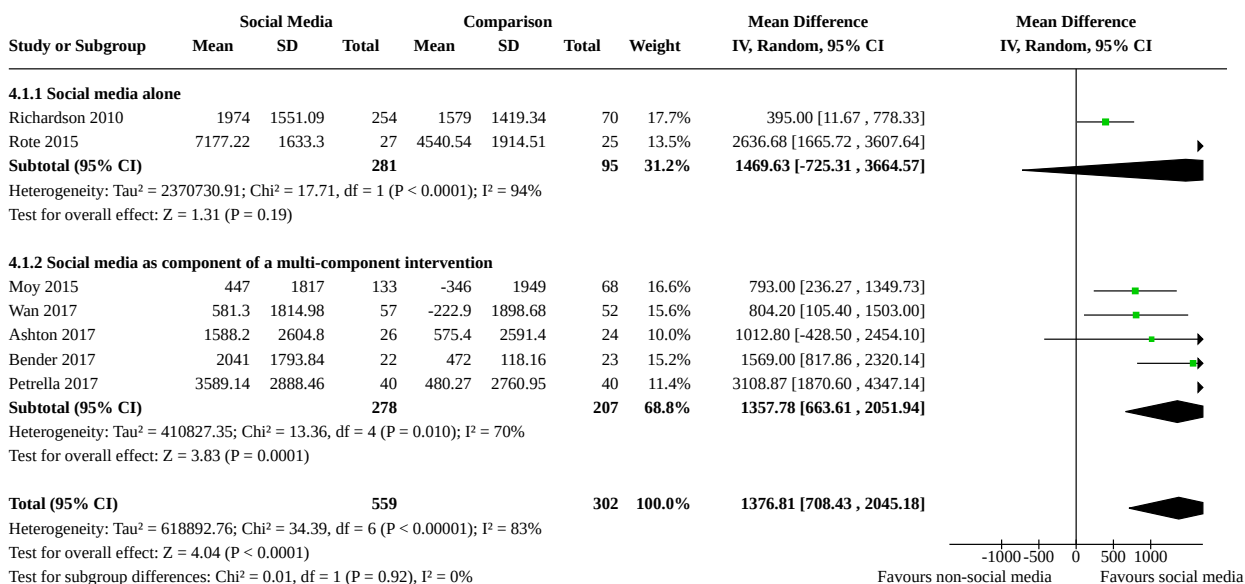 Social Media Comparison Mean Difference Mean Difference
Study or Subgroup Mean SD Total Mean SD Total Weight IV, Random, 95% CI IV, Random, 95% CI
4.1.1 Social media alone
Richardson 2010 1974 1551.09 254 1579 1419.34 70 17.7% 395.00 [11.67 , 778.33]
Rote 2015 7177.22 1633.3 27 4540.54 1914.51 25 13.5% 2636.68 [1665.72 , 3607.64]
Subtotal (95% CI) 281 95 31.2% 1469.63 [-725.31 , 3664.57]
Heterogeneity: Tau² = 2370730.91; Chi² = 17.71, df = 1 (P < 0.0001); I² = 94%
Test for overall effect: Z = 1.31 (P = 0.19)
4.1.2 Social media as component of a multi-component intervention
Moy 2015 447 1817 133 -346 1949 68 16.6% 793.00 [236.27 , 1349.73]
Wan 2017 581.3 1814.98 57 -222.9 1898.68 52 15.6% 804.20 [105.40 , 1503.00]
Ashton 2017 1588.2 2604.8 26 575.4 2591.4 24 10.0% 1012.80 [-428.50 , 2454.10]
Bender 2017 2041 1793.84 22 472 118.16 23 15.2% 1569.00 [817.86 , 2320.14]
Petrella 2017 3589.14 2888.46 40 480.27 2760.95 40 11.4% 3108.87 [1870.60 , 4347.14]
Subtotal (95% CI) 278 207 68.8% 1357.78 [663.61 , 2051.94]
Heterogeneity: Tau² = 410827.35; Chi² = 13.36, df = 4 (P = 0.010); I² = 70%
Test for overall effect: Z = 3.83 (P = 0.0001)
Total (95% CI) 559 302 100.0% 1376.81 [708.43 , 2045.18]
Heterogeneity: Tau² = 618892.76; Chi² = 34.39, df = 6 (P < 0.00001); I² = 83%
Test for overall effect: Z = 4.04 (P < 0.0001) -1000 -500 0 500 1000
Test for subgroup differences: Chi² = 0.01, df = 1 (P = 0.92), I² = 0% Favours non-social media Favours social media